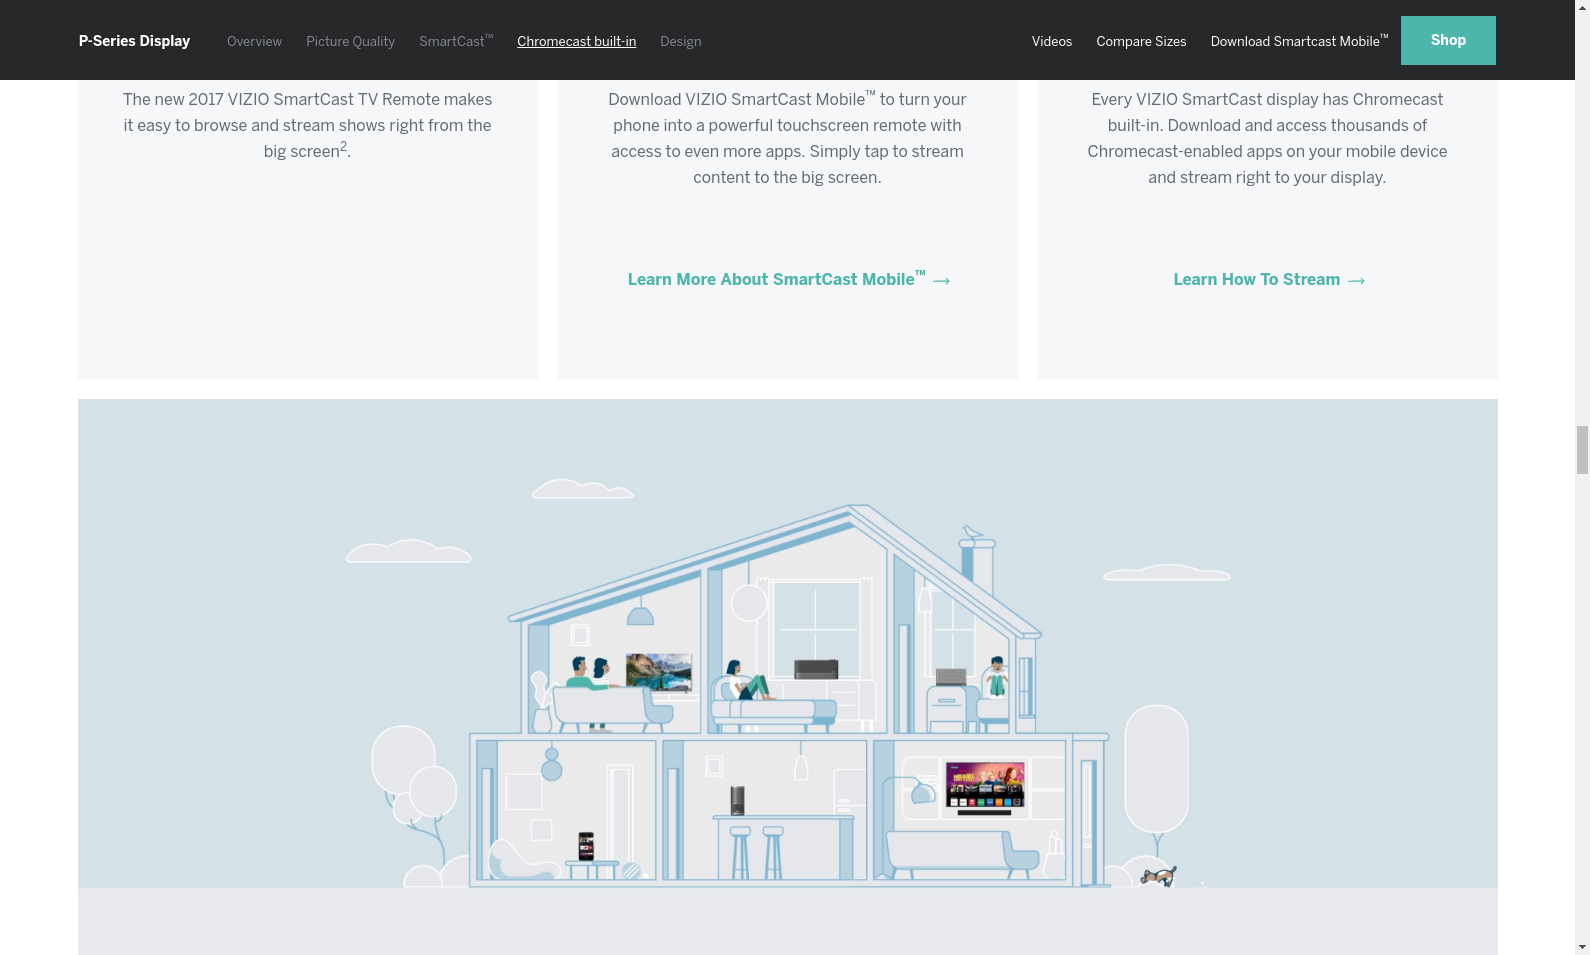 P-Series Display
Overview
Picture Quality
SmartCast™
Chromecast built-in
Design
Videos
Compare Sizes
Download Smartcast Mobile™
Shop
The new 2017 VIZIO SmartCast TV Remote makes
it easy to browse and stream shows right from the
big screen2.
Download VIZIO SmartCast Mobile™ to turn your
phone into a powerful touchscreen remote with
access to even more apps. Simply tap to stream
content to the big screen.
Learn More About SmartCast Mobile™ →
Every VIZIO SmartCast display has Chromecast
built-in. Download and access thousands of
Chromecast-enabled apps on your mobile device
and stream right to your display.
Learn How To Stream →